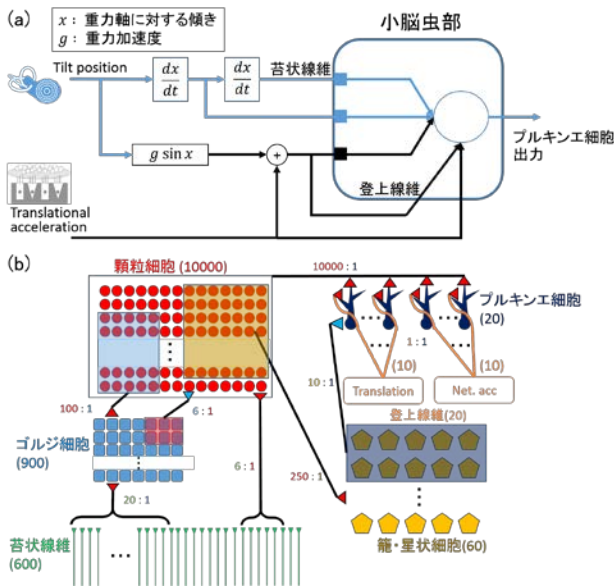 (a)
x : 重力軸に対する傾き
g : 重力加速度
小脳虫部
Tilt position
dx
dt
dx
dt
苔状線維
g sin x
+
登上線維
プルキンエ細胞
出力
Translational
acceleration
(b)
顆粒細胞 (10000)
10000 : 1
プルキンエ細胞
(20)
1 : 1
(10)
(10)
Translation
Net. acc
登上線維(20)
10 : 1
100 : 1
6 : 1
ゴルジ細胞
(900)
6 : 1
250 : 1
20 : 1
苔状線維
(600)
籠・星状細胞(60)